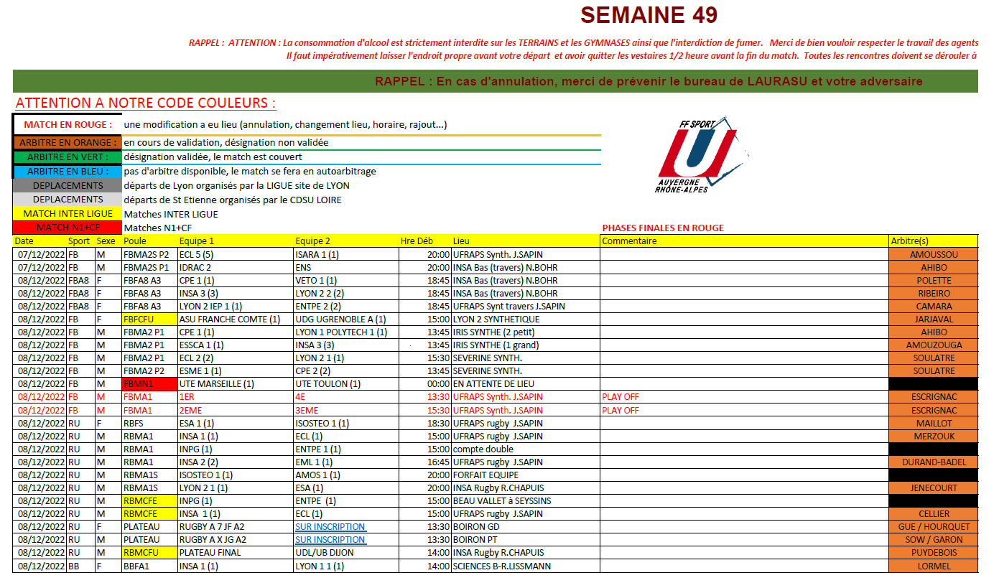 SEMAINE 49
RAPPEL : ATTENTION : La consommation d'alcool est strictement interdite sur les TERRAINS et les GYMNASES ainsi que l'interdiction de fumer. Merci de bien vouloir respecter le travail des agents
Il faut impérativement laisser l'endroit propre avant votre départ et avoir quitter les vestaires 1/2 heure avant la fin du match. Toutes les rencontres doivent se dérouler à
RAPPEL : En cas d'annulation, merci de prévenir le bureau de LAURASU et votre adversaire
ATTENTION A NOTRE CODE COULEURS :
MATCH EN ROUGE : une modification a eu lieu (annulation, changement lieu, horaire, rajout...)
ARBITRE EN ORANGE : en cours de validation, désignation non validée
ARBITRE EN VERT : désignation validée, le match est couvert
ARBITRE EN BLEU : pas d'arbitre disponible, le match se fera en autoarbitrage
DEPLACEMENTS départs de Lyon organisés par la LIGUE site de LYON
DEPLACEMENTS départs de St Etienne organisés par le CDSU LOIRE
MATCH INTER LIGUE Matches INTER LIGUE
MATCH N1+CF Matches N1+CF
FF SPORT
U
AUVERGNE
RHÔNE-ALPES
PHASES FINALES EN ROUGE
Date Sport Sexe Poule Equipe 1 Equipe 2 Hre Déb Lieu Commentaire Arbitre(s)
07/12/2022 FB M FBMA2S P2 ECL 5 (5) ISARA 1 (1) 20:00 UFRAPS Synth. J.SAPIN AMOUSSOU
07/12/2022 FB M FBMA2S P1 IDRAC 2 ENS 20:00 INSA Bas (travers) N.BOHR AHIBO
08/12/2022 FBA8 F FBFA8 A3 CPE 1 (1) VETO 1 (1) 18:45 INSA Bas (travers) N.BOHR POLETTE
08/12/2022 FBA8 F FBFA8 A3 INSA 3 (3) LYON 2 2 (2) 18:45 INSA Bas (travers) N.BOHR RIBEIRO
08/12/2022 FBA8 F FBFA8 A3 LYON 2 IEP 1 (1) ENTPE 2 (2) 18:45 UFRAPS Synt travers J.SAPIN CAMARA
08/12/2022 FB F FBFCFU ASU FRANCHE COMTE (1) UDG UGRENOBLE A (1) 15:00 LYON 2 SYNTHETIQUE JARJAVAL
08/12/2022 FB M FBMA2 P1 CPE 1 (1) LYON 1 POLYTECH 1 (1) 13:45 IRIS SYNTHE (2 petit) AHIBO
08/12/2022 FB M FBMA2 P1 ESSCA 1 (1) INSA 3 (3) 13:45 IRIS SYNTHE (1 grand) AMOUZOUGA
08/12/2022 FB M FBMA2 P1 ECL 2 (2) LYON 2 1 (1) 15:30 SEVERINE SYNTH. SOULATRE
08/12/2022 FB M FBMA2 P2 ESME 1 (1) CPE 2 (2) 13:45 SEVERINE SYNTH. SOULATRE
08/12/2022 FB M FBMN1 UTE MARSEILLE (1) UTE TOULON (1) 00:00 EN ATTENTE DE LIEU
08/12/2022 FB M FBMA1 1ER 4E 13:30 UFRAPS Synth. J.SAPIN PLAY OFF ESCRIGNAC
08/12/2022 FB M FBMA1 2EME 3EME 15:30 UFRAPS Synth. J.SAPIN PLAY OFF ESCRIGNAC
08/12/2022 RU F RBFS ESA 1 (1) ISOSTEO 1 (1) 18:30 UFRAPS rugby J.SAPIN MAILLOT
08/12/2022 RU M RBMA1 INSA 1 (1) ECL (1) 15:00 UFRAPS rugby J.SAPIN MERZOUK
08/12/2022 RU M RBMA1 INPG (1) ENTPE 1 (1) 15:00 compte double
08/12/2022 RU M RBMA1 INSA 2 (2) EML 1 (1) 16:45 UFRAPS rugby J.SAPIN DURAND-BADEL
08/12/2022 RU M RBMA1S ISOSTEO 1 (1) AMOS 1 (1) 20:00 FORFAIT EQUIPE
08/12/2022 RU M RBMA1S LYON 2 1 (1) ESA (1) 20:00 INSA Rugby R.CHAPUIS JENECOURT
08/12/2022 RU M RBMCFE INPG (1) ENTPE (1) 15:00 BEAU VALLET à SEYSSINS
08/12/2022 RU M RBMCFE INSA 1 (1) ECL (1) 15:00 UFRAPS rugby J.SAPIN CELLIER
08/12/2022 RU F PLATEAU RUGBY A 7 JF A2 SUR INSCRIPTION 13:30 BOIRON GD GUE / HOURQUET
08/12/2022 RU M PLATEAU RUGBY A X JG A2 SUR INSCRIPTION 13:30 BOIRON PT SOW / GARON
08/12/2022 RU M RBMCFU PLATEAU FINAL UDL/UB DIJON 14:00 INSA Rugby R.CHAPUIS PUYDEBOIS
08/12/2022 BB F BBFA1 INSA 1 (1) LYON 1 1 (1) 14:00 SCIENCES B-R.LISSMANN LORMEL